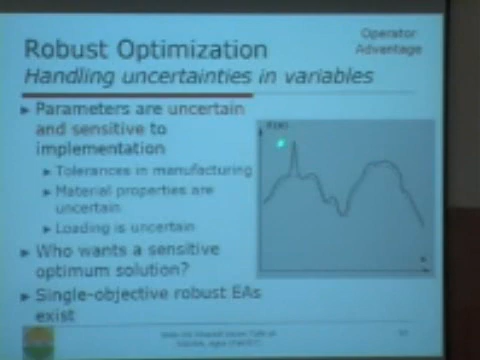 Operator
Advantage
Robust Optimization
Handling uncertainties in variables
▸ Parameters are uncertain
and sensitive to
implementation
▸ Tolerances in manufacturing
▸ Material properties are
uncertain
▸ Loading is uncertain
▸ Who wants a sensitive
optimum solution?
▸ Single-objective robust EAs
exist